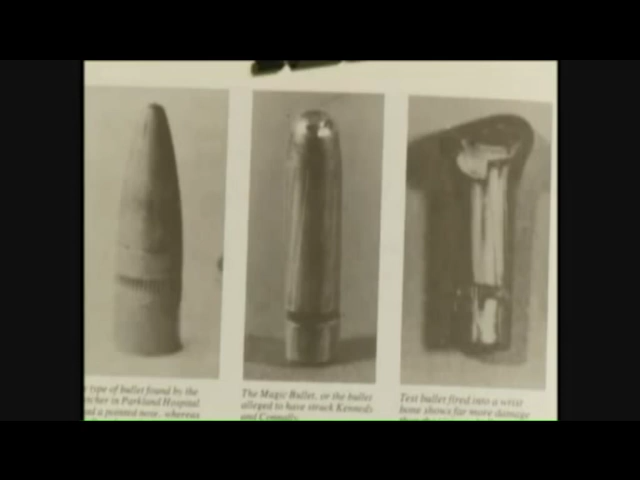 type of bullet found by the
in Parkland Hospital
had a pointed nose, whereas
The Magic Bullet, or the bullet
alleged to have struck Kennedy
and Connally
Test bullet fired into a wrist
bone shows far more damage